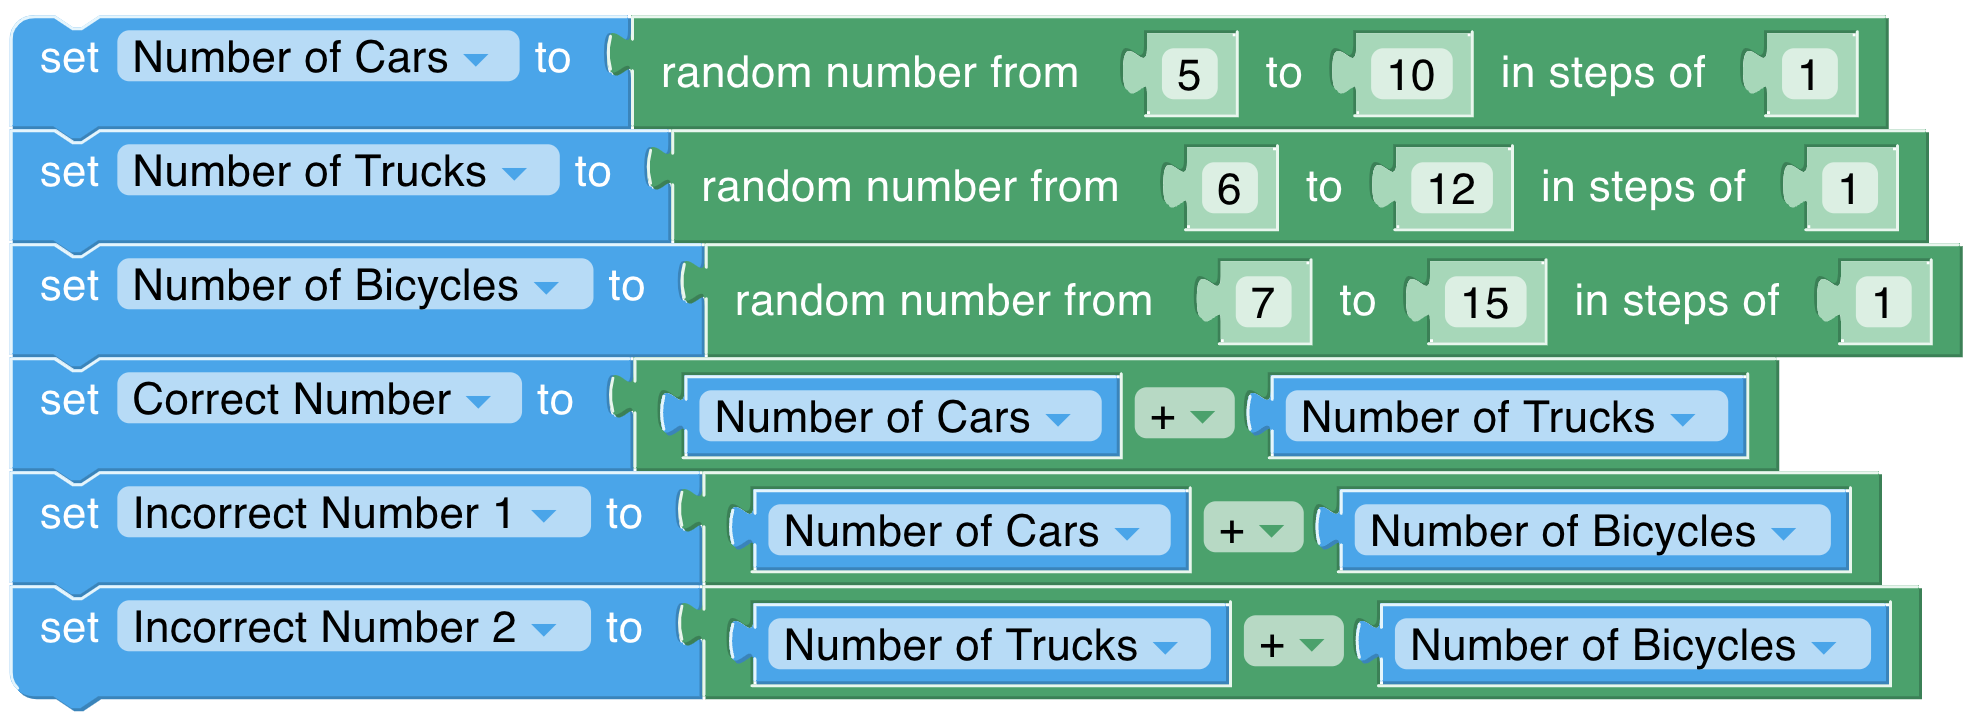 set Number of Cars to random number from 5 to 10 in steps of 1
set Number of Trucks to random number from 6 to 12 in steps of 1
set Number of Bicycles to random number from 7 to 15 in steps of 1
set Correct Number to Number of Cars + Number of Trucks
set Incorrect Number 1 to Number of Cars + Number of Bicycles
set Incorrect Number 2 to Number of Trucks + Number of Bicycles